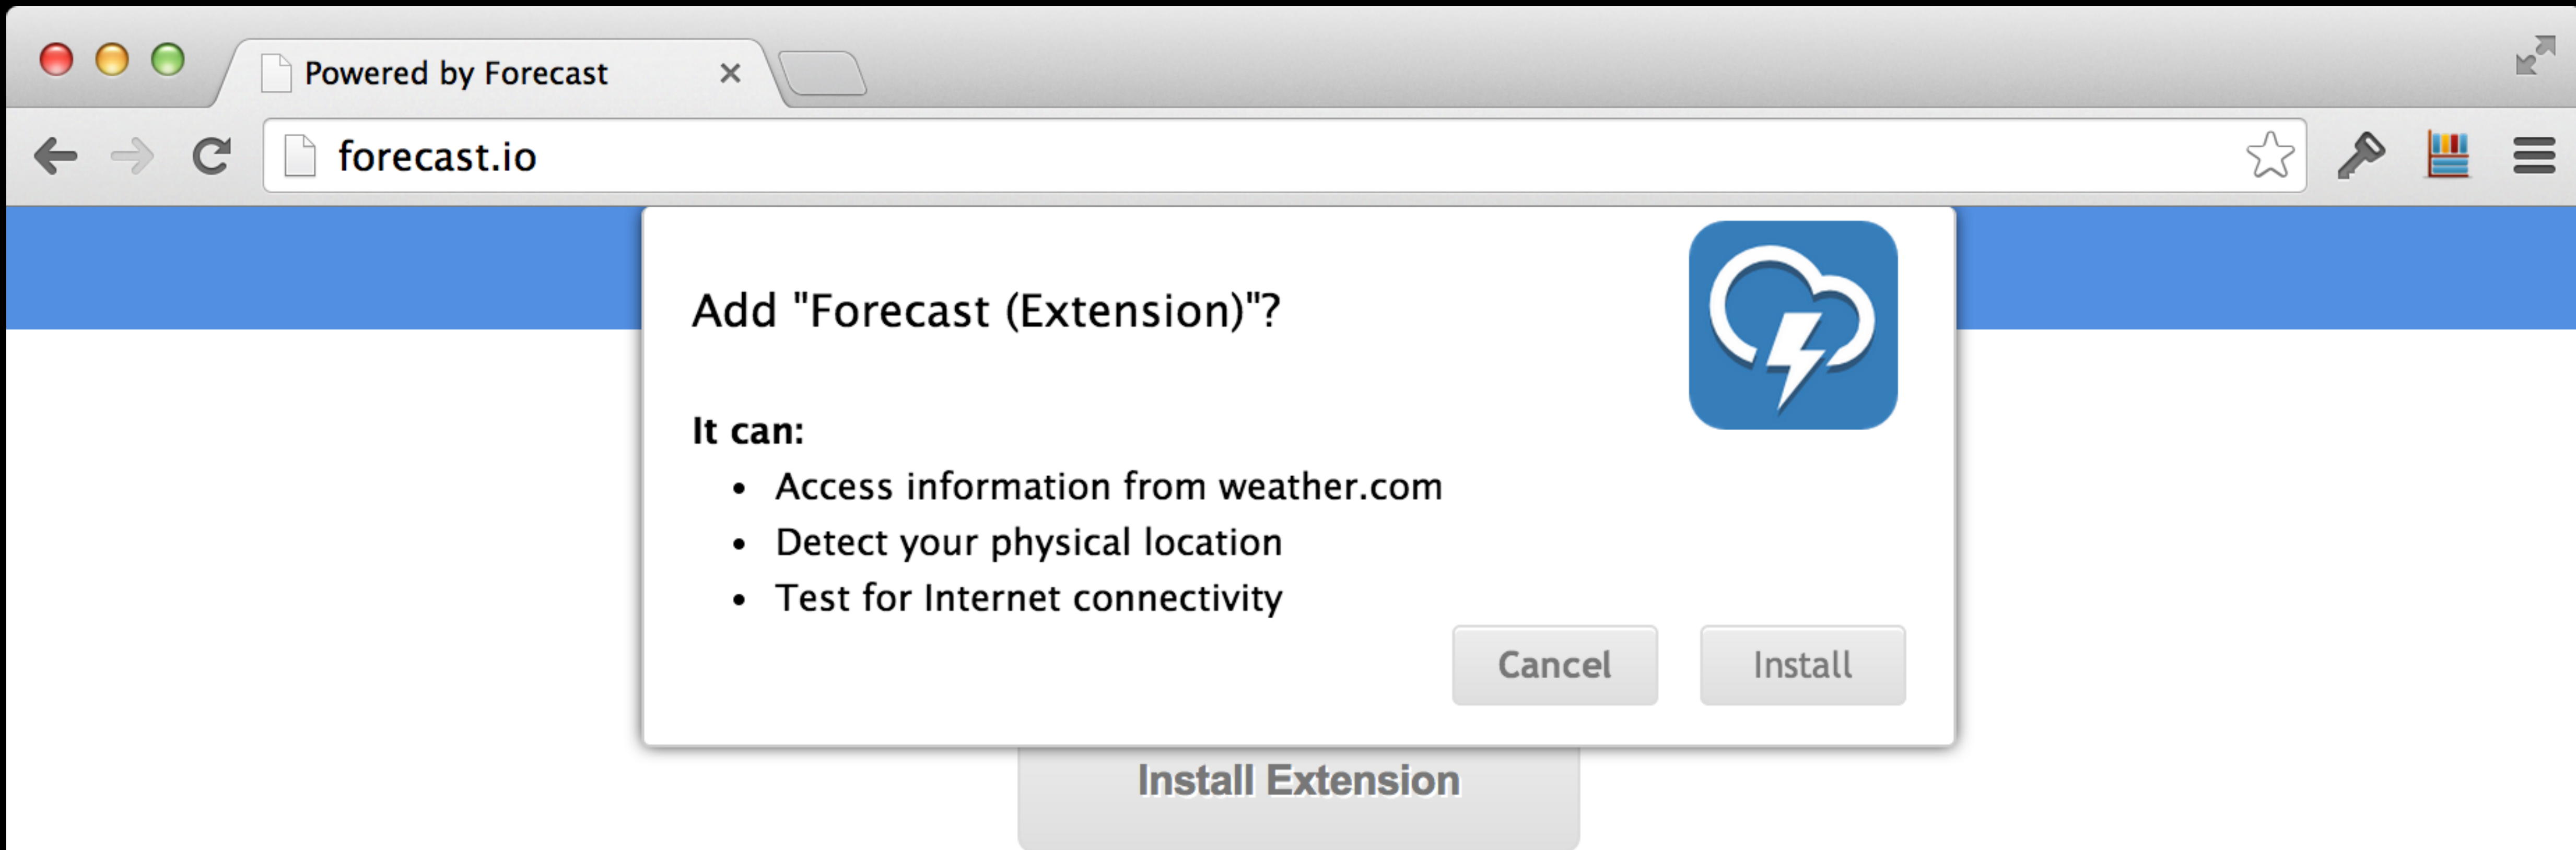 Powered by Forecast
forecast.io
Add "Forecast (Extension)"?
It can:
• Access information from weather.com
• Detect your physical location
• Test for Internet connectivity
Cancel Install
Install Extension